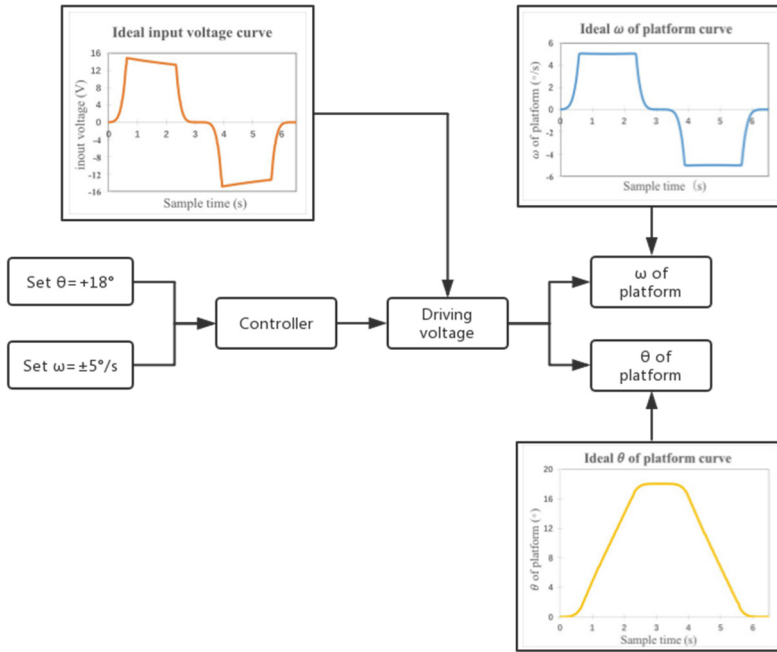 Ideal input voltage curve
16
12
8
4
0
-4
-8
-12
-16
0 1 2 3 4 5 6
inout voltage (V)
Sample time (s)
Ideal ω of platform curve
6
4
2
0
-2
-4
-6
0 1 2 3 4 5 6
ω of platform (°/s)
Sample time (s)
Set θ= +18°
Set ω= ±5°/s
Controller
Driving
voltage
ω of
platform
θ of
platform
Ideal θ of platform curve
20
16
12
8
4
0
0 1 2 3 4 5 6
θ of platform (°)
Sample time (s)